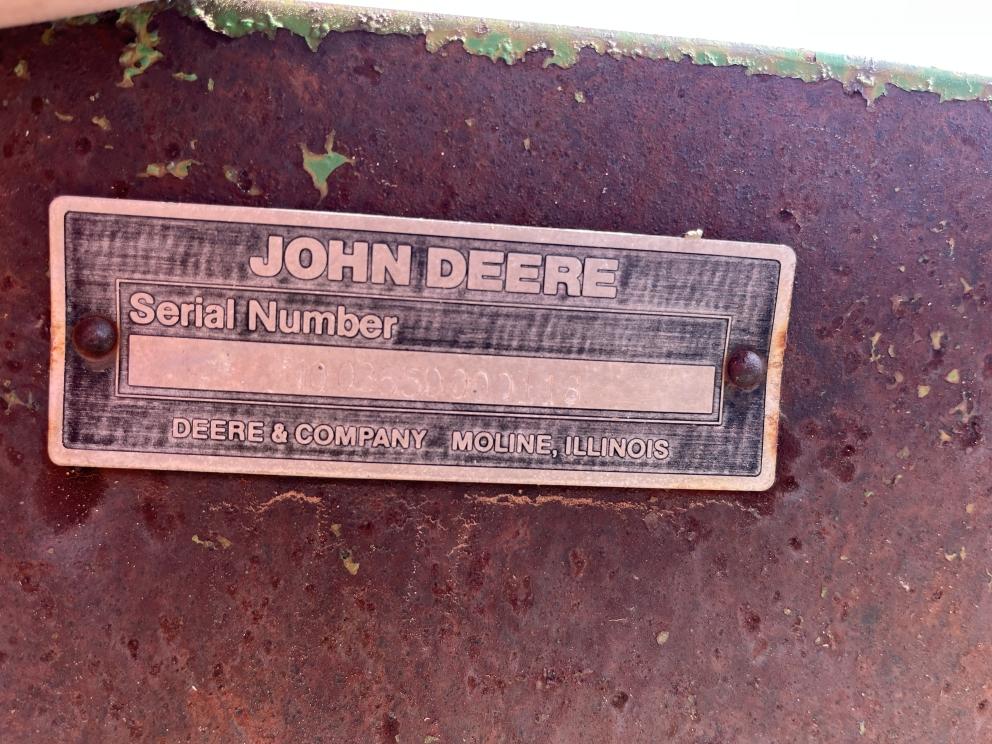 JOHN DEERE
Serial Number
DEERE & COMPANY MOLINE, ILLINOIS